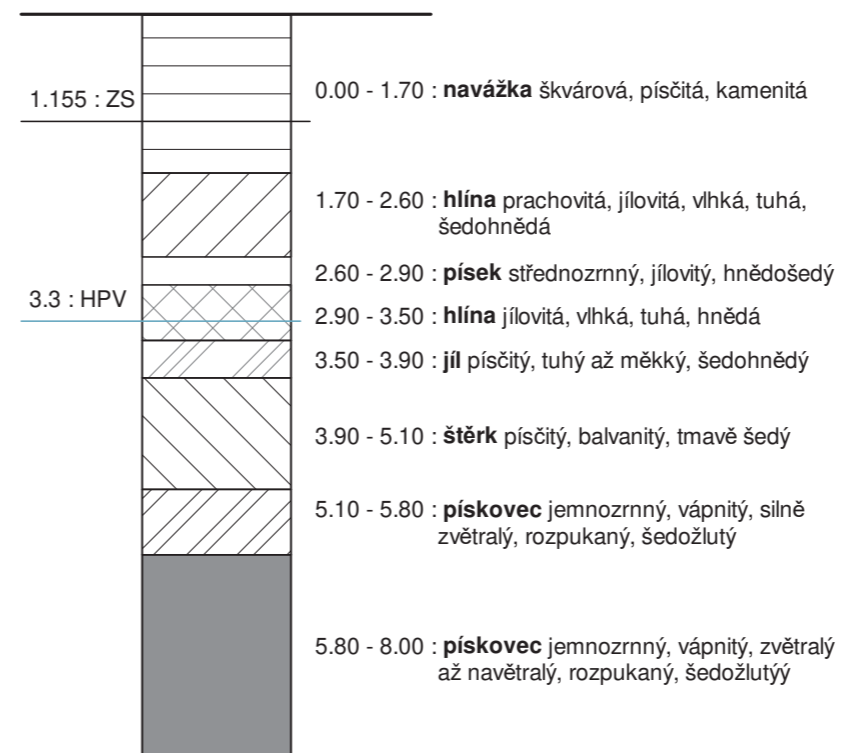 0.00 - 1.70 : navážka škvárová, písčitá, kamenitá
1.155 : ZS
1.70 - 2.60 : hlína prachovitá, jílovitá, vlhká, tuhá,
šedohnědá
2.60 - 2.90 : písek střednozrnný, jílovitý, hnědošedý
3.3 : HPV
2.90 - 3.50 : hlína jílovitá, vlhká, tuhá, hnědá
3.50 - 3.90 : jíl písčitý, tuhý až měkký, šedohnědý
3.90 - 5.10 : štěrk písčitý, balvanitý, tmavě šedý
5.10 - 5.80 : pískovec jemnozrnný, vápnitý, silně
zvětralý, rozpukaný, šedožlutý
5.80 - 8.00 : pískovec jemnozrnný, vápnitý, zvětralý
až navětralý, rozpukaný, šedožlutýý